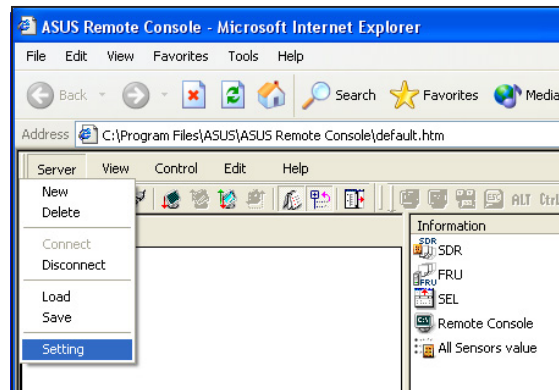 ASUS Remote Console - Microsoft Internet Explorer
File Edit View Favorites Tools Help
Back Search Favorites Media
Address C:\Program Files\ASUS\ASUS Remote Console\default.htm
Server View Control Edit Help
ALT Ctrl
New
Delete
Connect
Disconnect
Load
Save
Setting
Information
SDR SDR
FRU FRU
SEL
Remote Console
All Sensors value